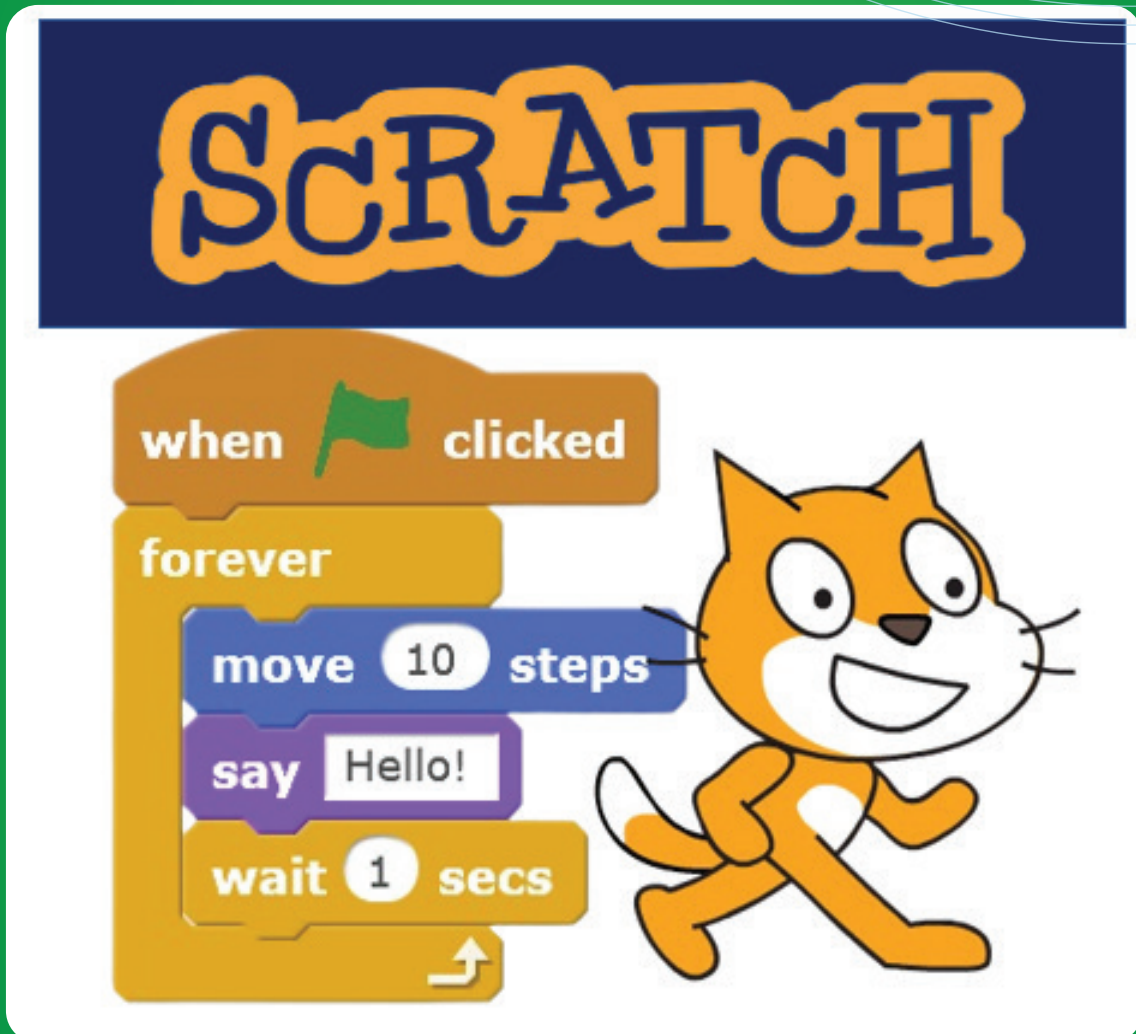 SCRATCH
when clicked
forever
move 10 steps
say Hello!
wait 1 secs